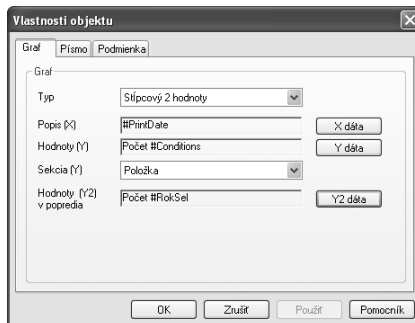 Vlastnosti objektu
Graf Písmo Podmienka
Graf
Typ Stĺpcový 2 hodnoty
Popis (X) #PrintDate X dáta
Hodnoty (Y) Počet #Conditions Y dáta
Sekcia (Y) Položka
Hodnoty (Y2)
v popredia Počet #RokSel Y2 dáta
OK Zrušiť Použiť Pomocník